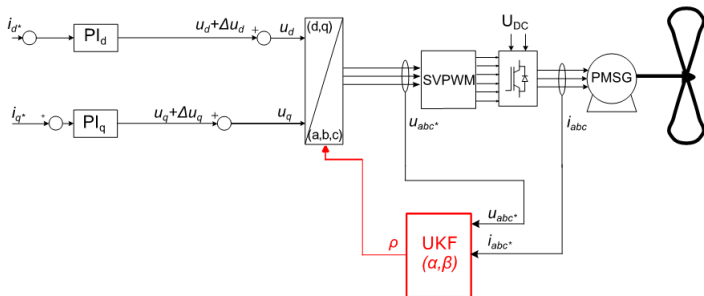 i_d* PI_d u_d+Δu_d + u_d (d,q) U_DC
SVPWM PMSG
i_q* + PI_q u_q+Δu_q + u_q (a,b,c)
u_abc* i_abc
u_abc*
ρ UKF i_abc*
(α,β)